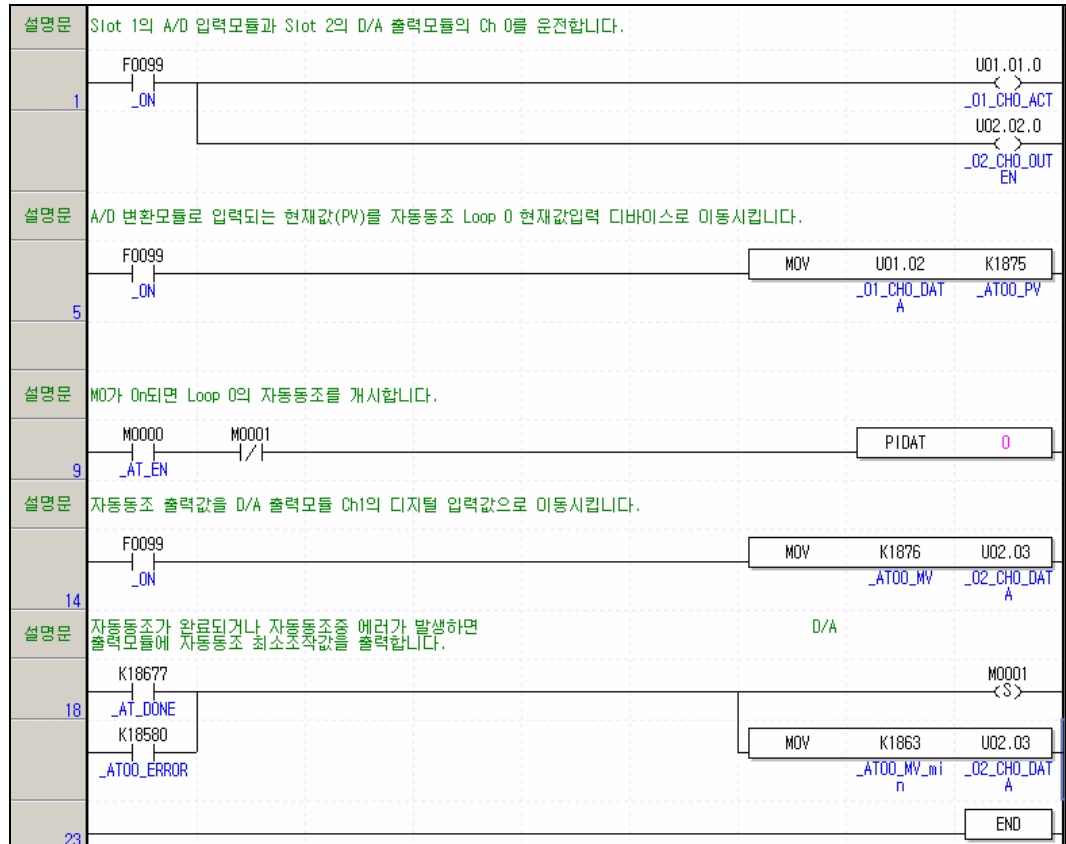 설명문 Slot 1의 A/D 입력모듈과 Slot 2의 D/A 출력모듈의 Ch 0를 운전합니다.
F0099 U01.01.0
1 _ON _01_CH0_ACT
U02.02.0
_02_CH0_OUT
EN
설명문 A/D 변환모듈로 입력되는 현재값(PV)를 자동동조 Loop 0 현재값입력 디바이스로 이동시킵니다.
F0099 MOV U01.02 K1875
_ON _01_CH0_DAT _AT00_PV
5 A
설명문 M0가 On되면 Loop 0의 자동동조를 개시합니다.
M0000 M0001 PIDAT 0
9 _AT_EN
설명문 자동동조 출력값을 D/A 출력모듈 Ch1의 디지털 입력값으로 이동시킵니다.
F0099 MOV K1876 U02.03
_ON _AT00_MV _02_CH0_DAT
14 A
설명문 자동동조가 완료되거나 자동동조중 에러가 발생하면 D/A
출력모듈에 자동동조 최소조작값을 출력합니다.
K18677 M0001
(S)
18 _AT_DONE
K18580 MOV K1863 U02.03
_AT00_ERROR _AT00_MV_mi _02_CH0_DAT
n A
23 END